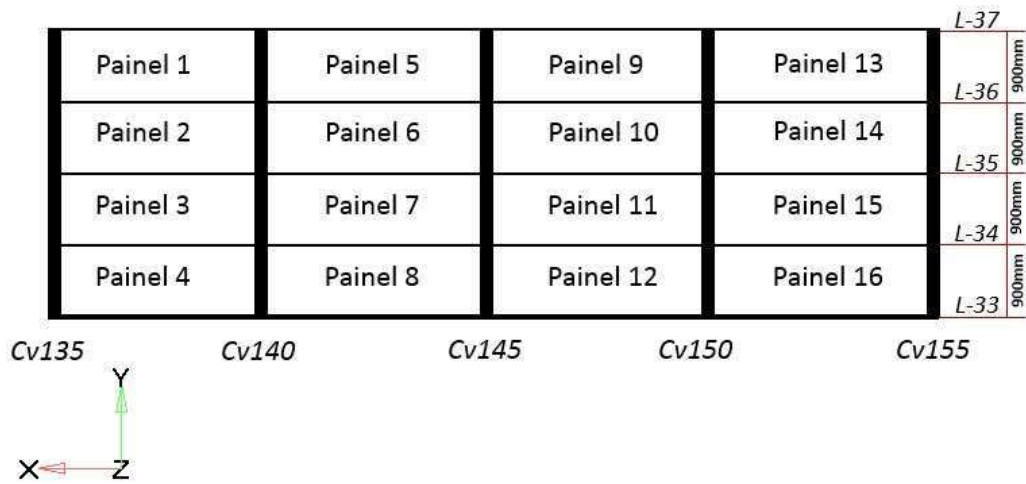 L-37
Painel 1 Painel 5 Painel 9 Painel 13 900mm
L-36
Painel 2 Painel 6 Painel 10 Painel 14 900mm
L-35
Painel 3 Painel 7 Painel 11 Painel 15 900mm
L-34
Painel 4 Painel 8 Painel 12 Painel 16 900mm
L-33
Cv135 Cv140 Cv145 Cv150 Cv155
Y
X Z